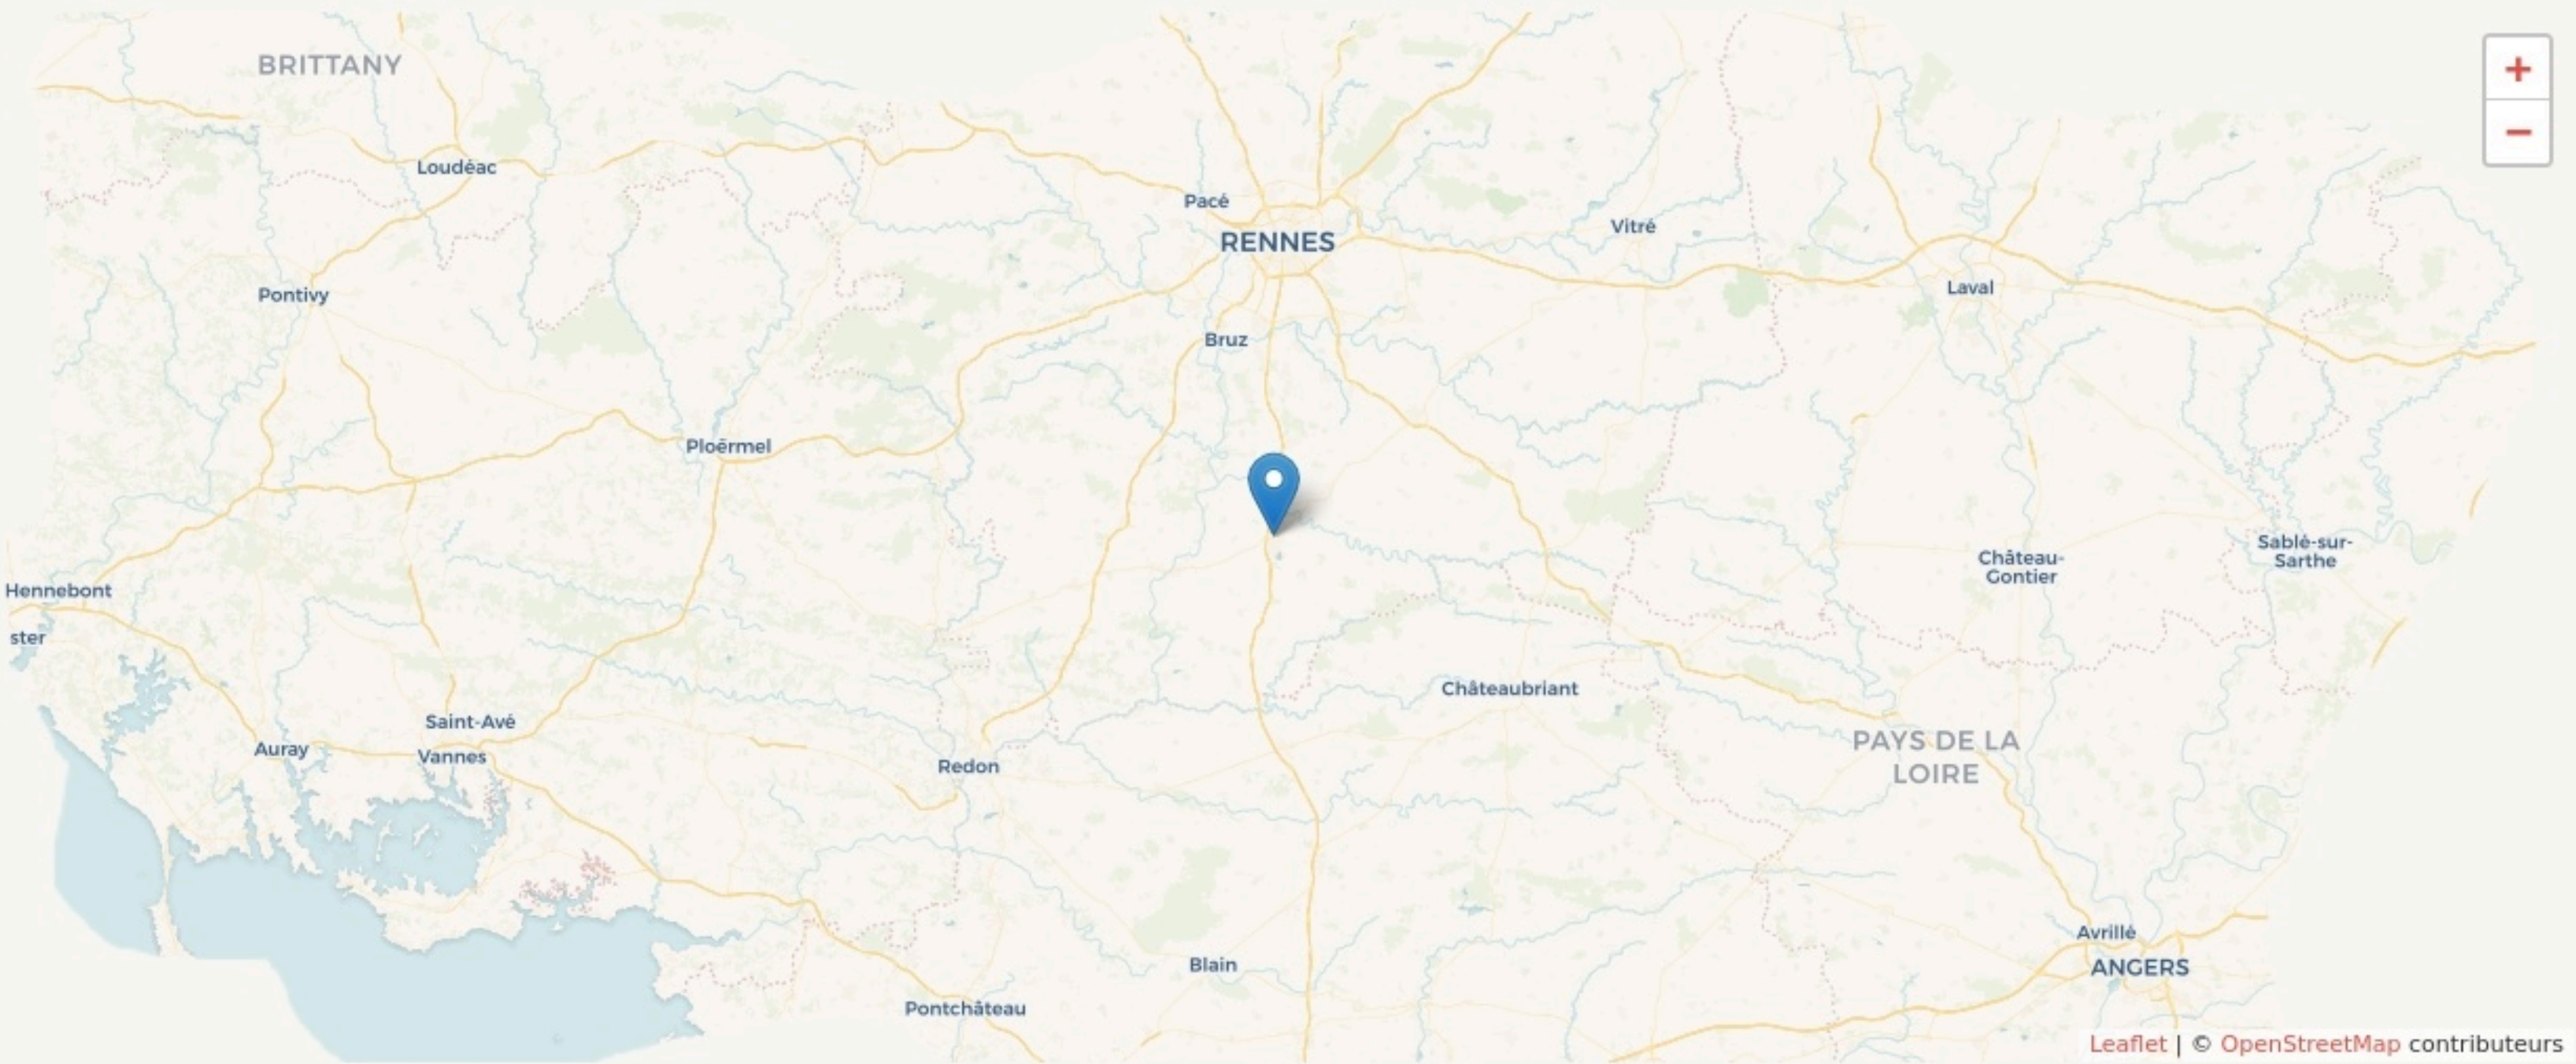 BRITTANY
Loudéac
Pacé
RENNES
Vitré
Pontivy
Laval
Bruz
Ploërmel
Château-
Gontier
Sablé-sur-
Sarthe
Hennebont
ster
Châteaubriant
Saint-Avé
Auray
Vannes
Redon
PAYS DE LA
LOIRE
Avrillé
ANGERS
Blain
Pontchâteau
+
−
Leaflet | © OpenStreetMap contributeurs